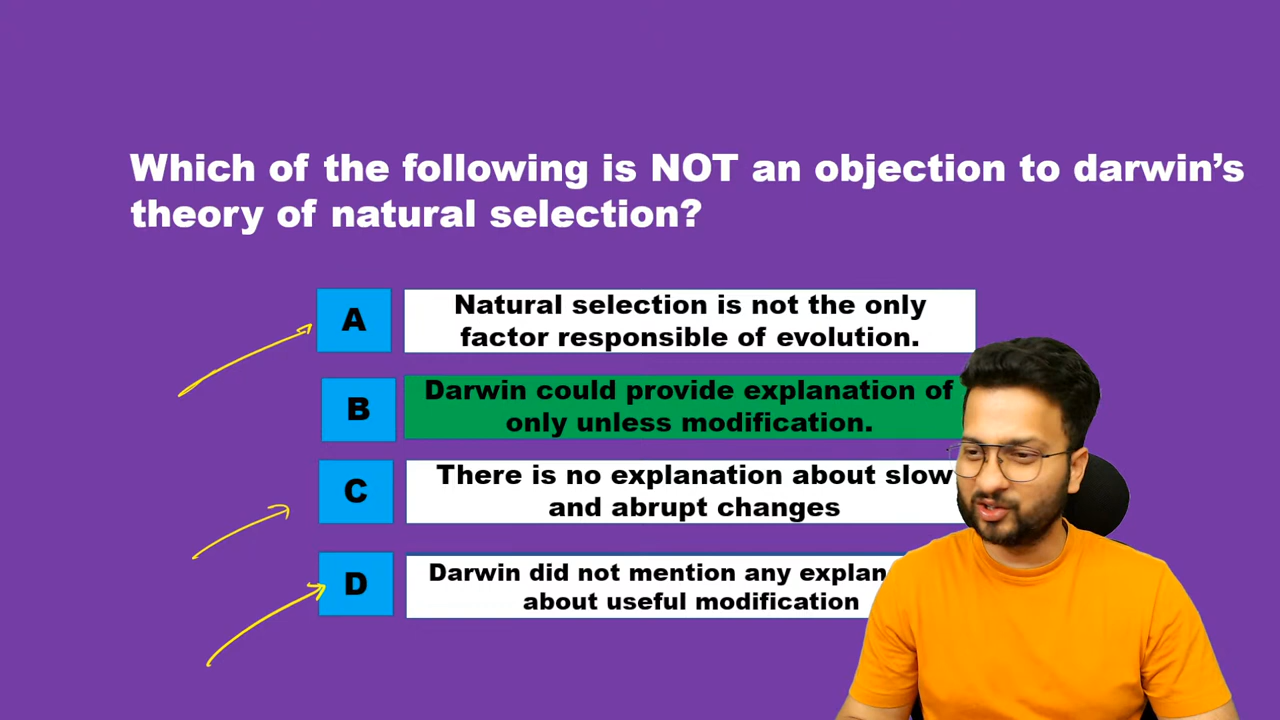 Which of the following is NOT an objection to darwin’s
theory of natural selection?
A
Natural selection is not the only
factor responsible of evolution.
B
Darwin could provide explanation of
only unless modification.
C
There is no explanation about slow
and abrupt changes
D
Darwin did not mention any
about useful modification